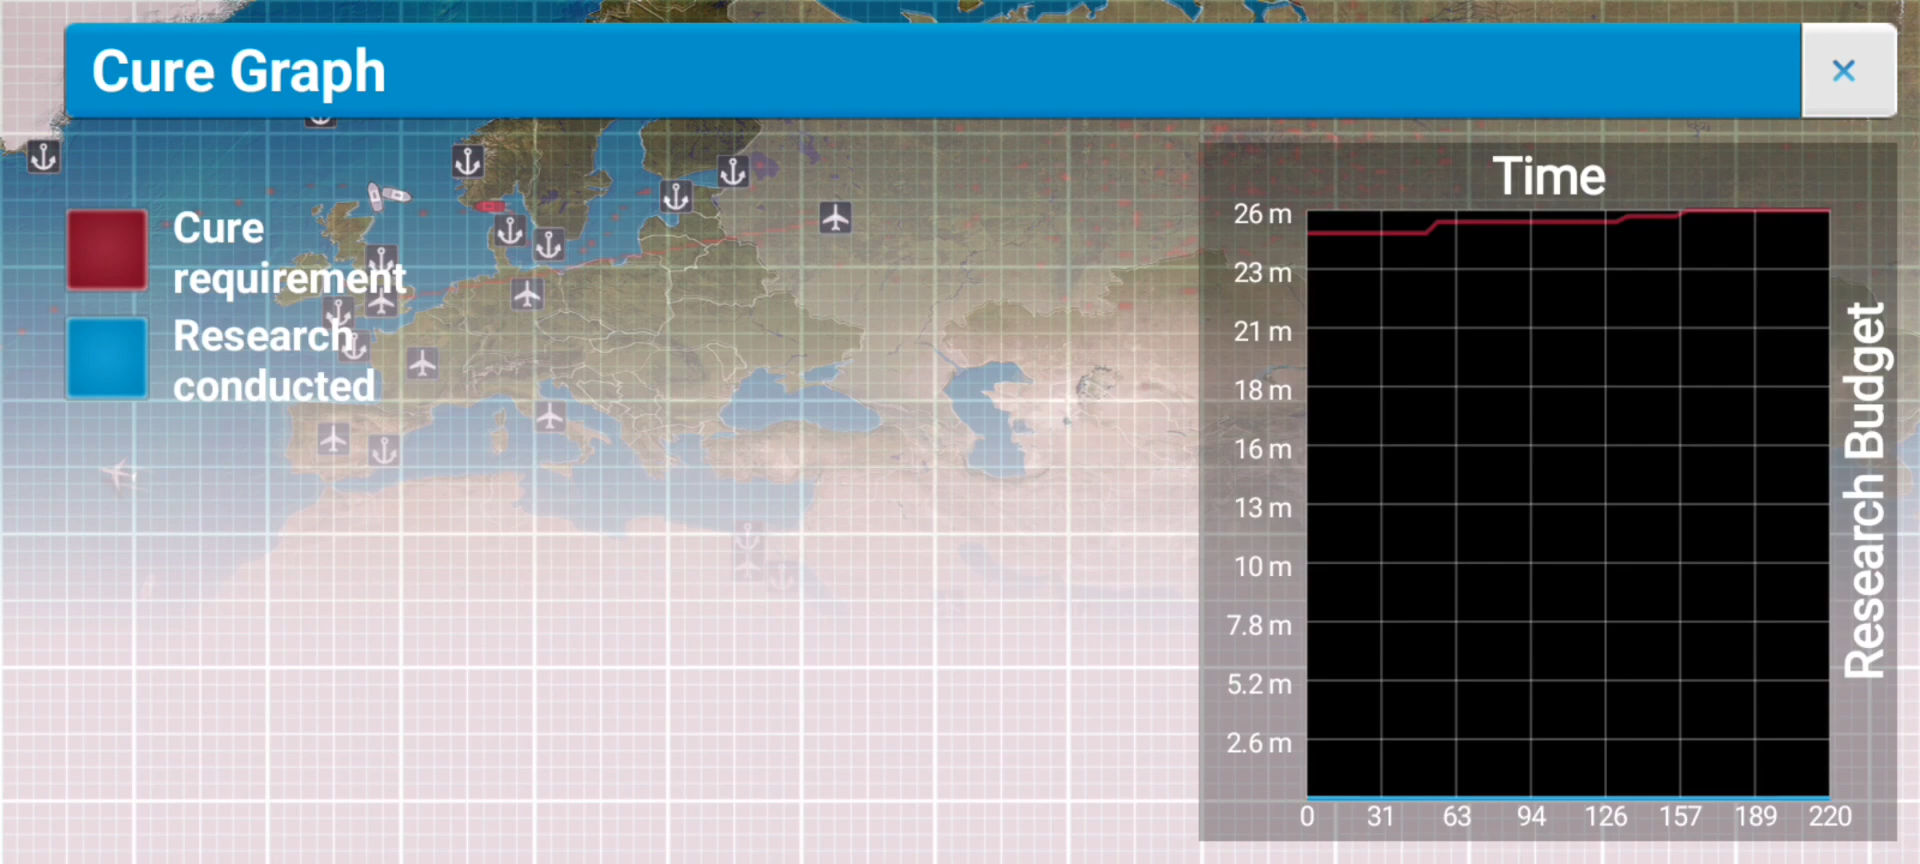 Cure Graph
×
Cure
requirement
Research
conducted
Time
26 m
23 m
21 m
18 m
16 m
13 m
10 m
7.8 m
5.2 m
2.6 m
0 31 63 94 126 157 189 220
Research Budget